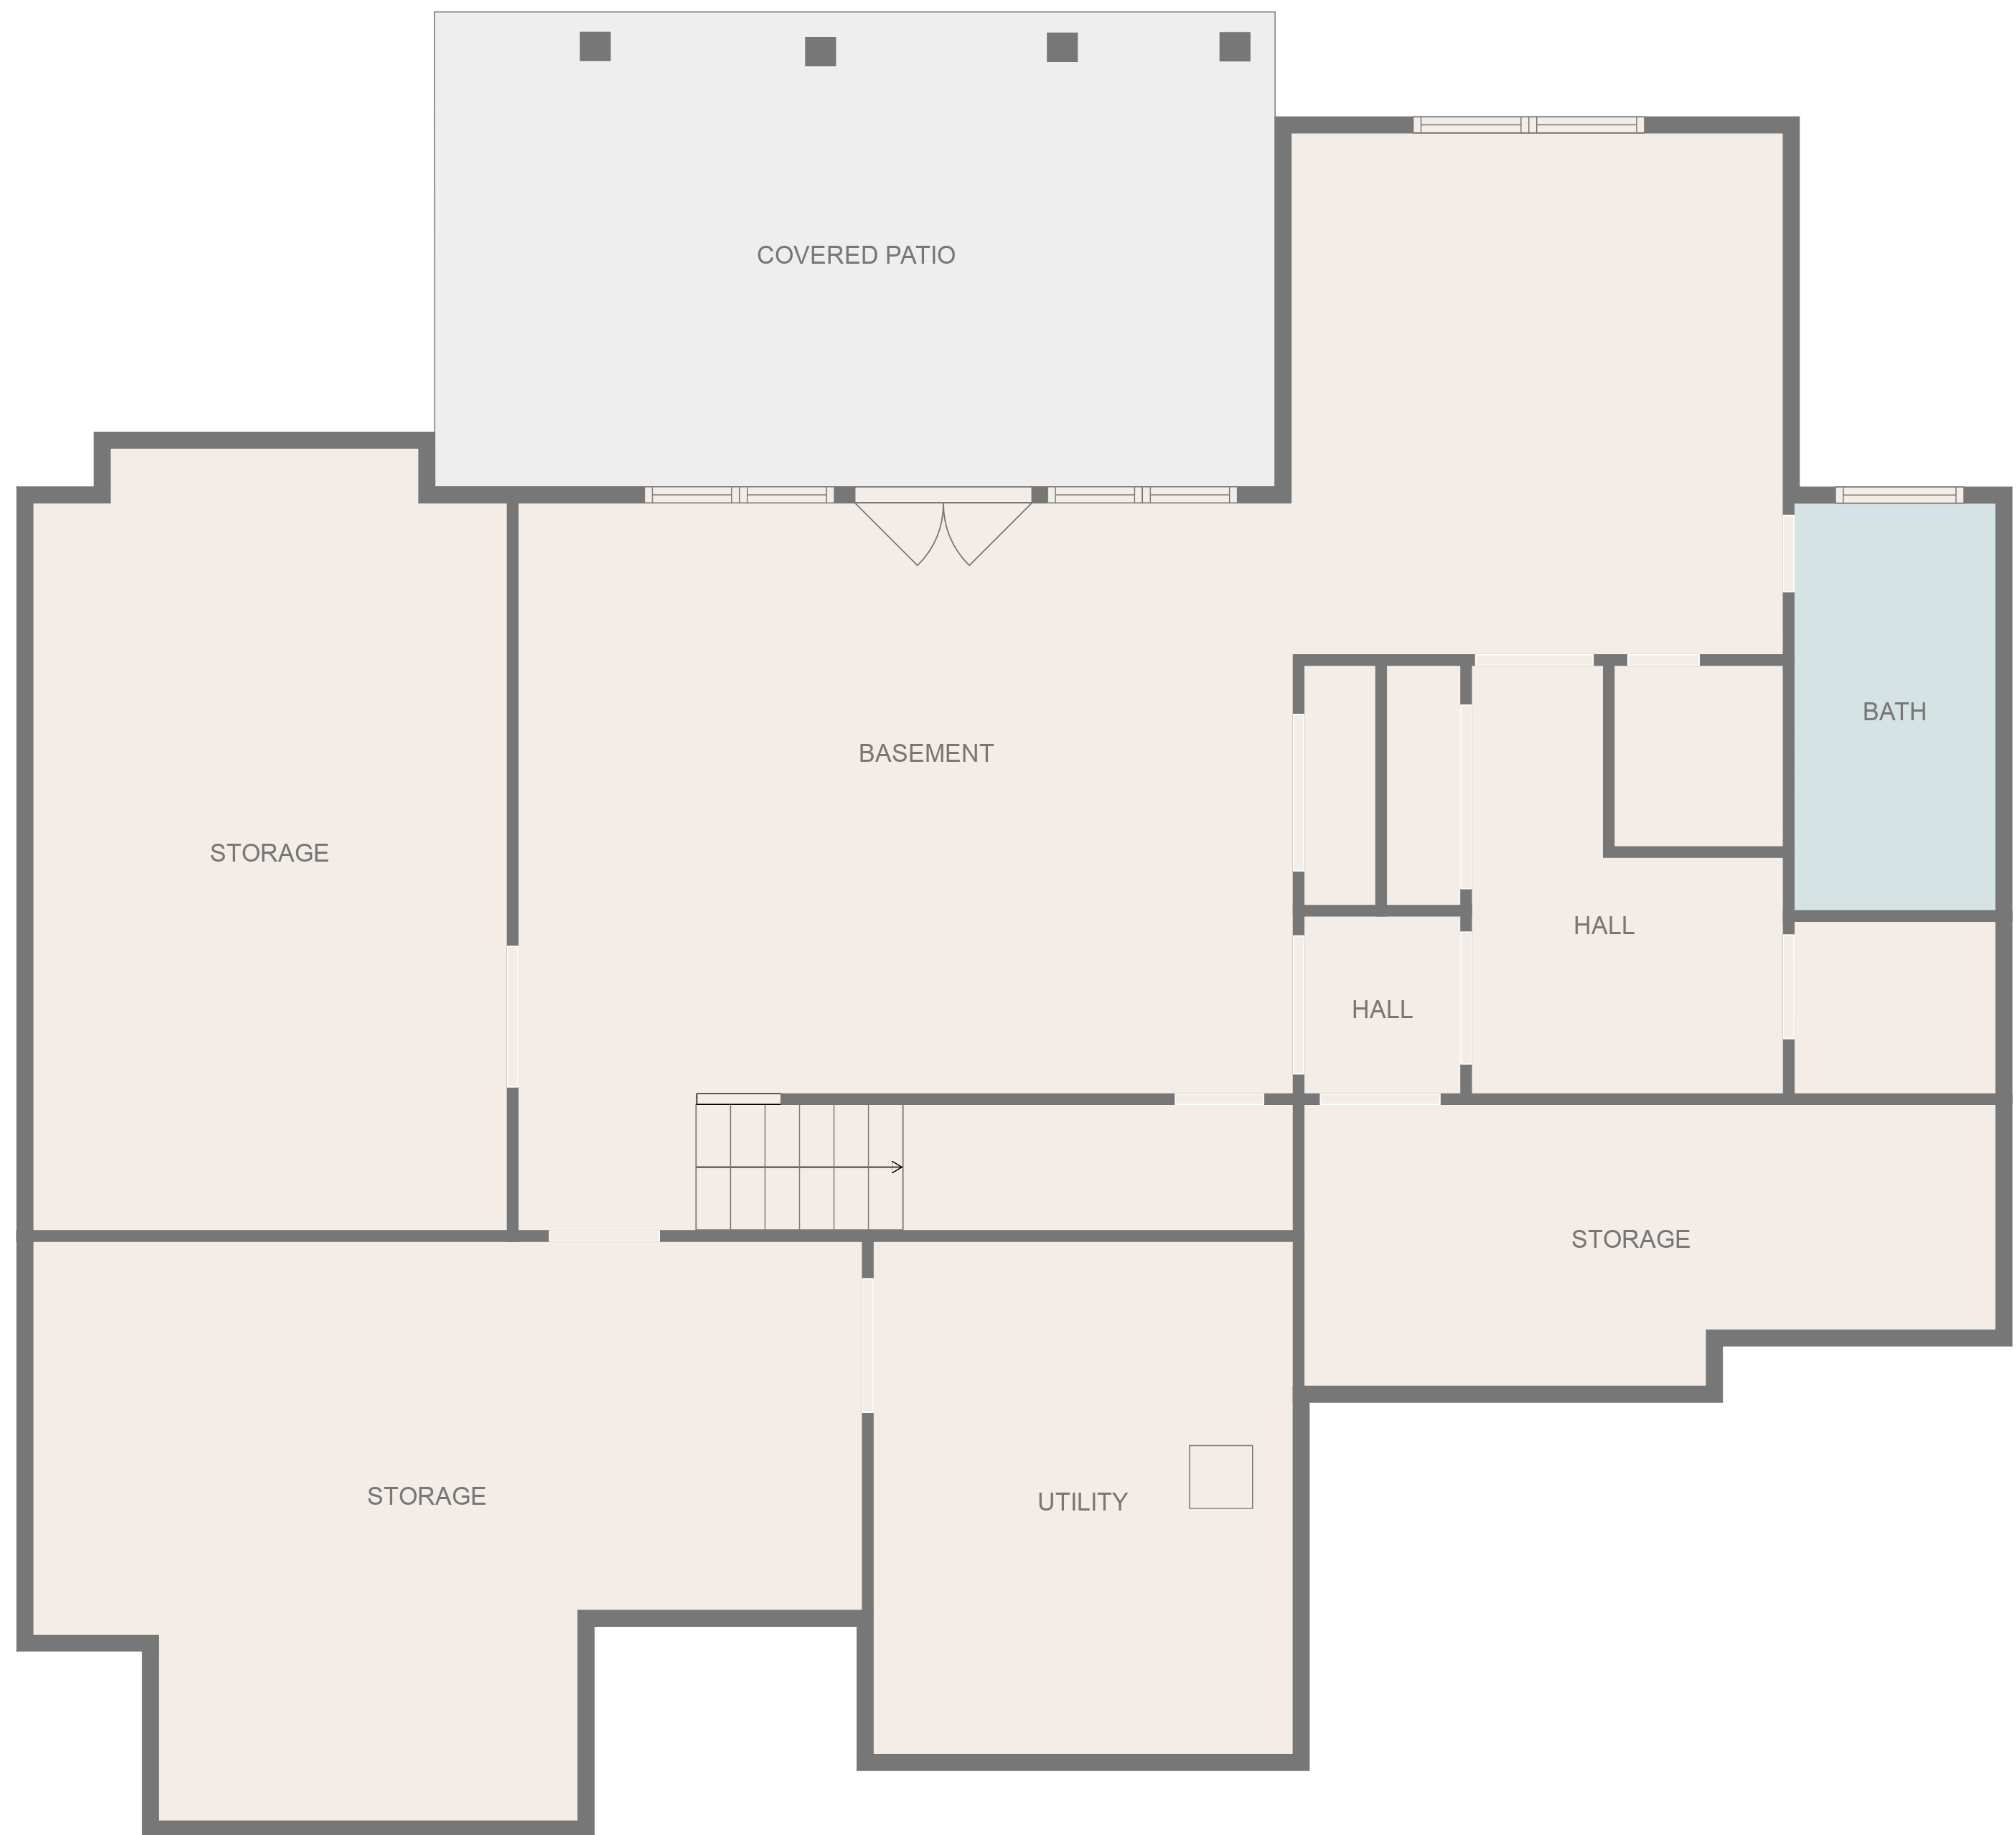 COVERED PATIO
BATH
BASEMENT
STORAGE
HALL
HALL
STORAGE
STORAGE
UTILITY